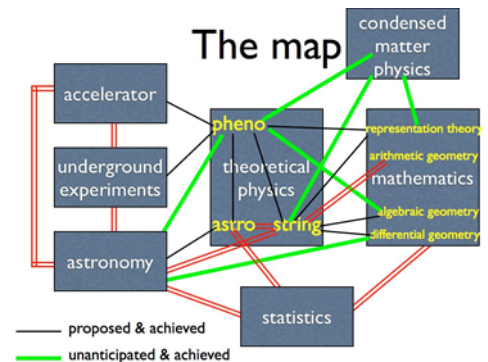 The map
condensed
matter
physics
accelerator
pheno
representation theory
arithmetic geometry
underground
experiments
theoretical
physics
mathematics
algebraic geometry
astro
string
differential geometry
astronomy
statistics
proposed & achieved
unanticipated & achieved